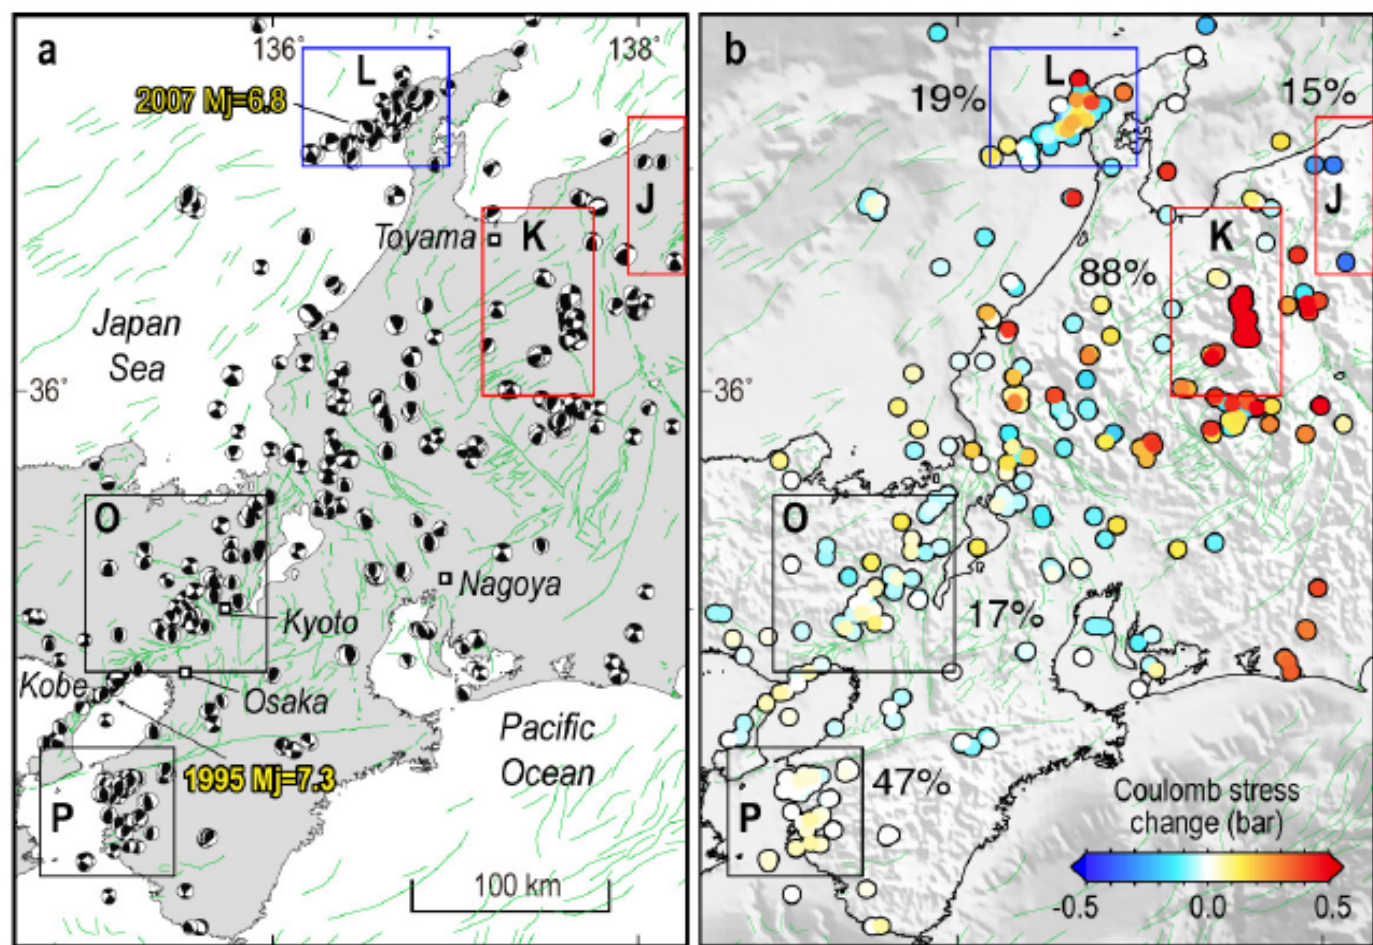 a
136°
138°
L
2007 Mj=6.8
J
K
Toyama
Japan
Sea
36°
O
Nagoya
Kyoto
Kobe
Osaka
Pacific
Ocean
1995 Mj=7.3
P
100 km
b
L
19%
15%
J
K
88%
36°
O
17%
47%
P
Coulomb stress
change (bar)
-0.5
0.0
0.5